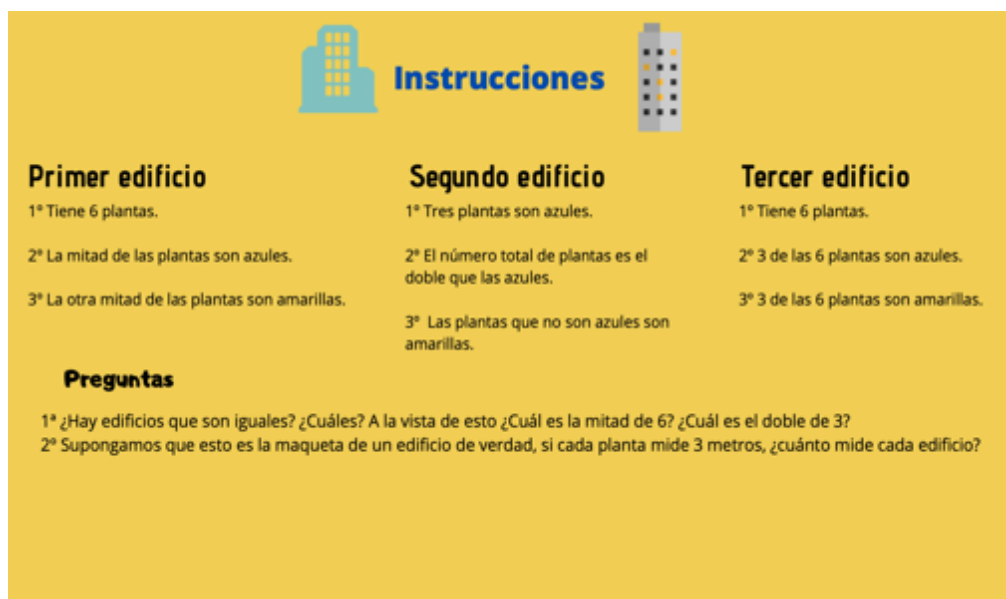 Instrucciones
Primer edificio
1º Tiene 6 plantas.
2º La mitad de las plantas son azules.
3º La otra mitad de las plantas son amarillas.
Segundo edificio
1º Tres plantas son azules.
2º El número total de plantas es el
doble que las azules.
3º Las plantas que no son azules son
amarillas.
Tercer edificio
1º Tiene 6 plantas.
2º 3 de las 6 plantas son azules.
3º 3 de las 6 plantas son amarillas.
Preguntas
1ª ¿Hay edificios que son iguales? ¿Cuáles? A la vista de esto ¿Cuál es la mitad de 6? ¿Cuál es el doble de 3?
2º Supongamos que esto es la maqueta de un edificio de verdad, si cada planta mide 3 metros, ¿cuánto mide cada edificio?